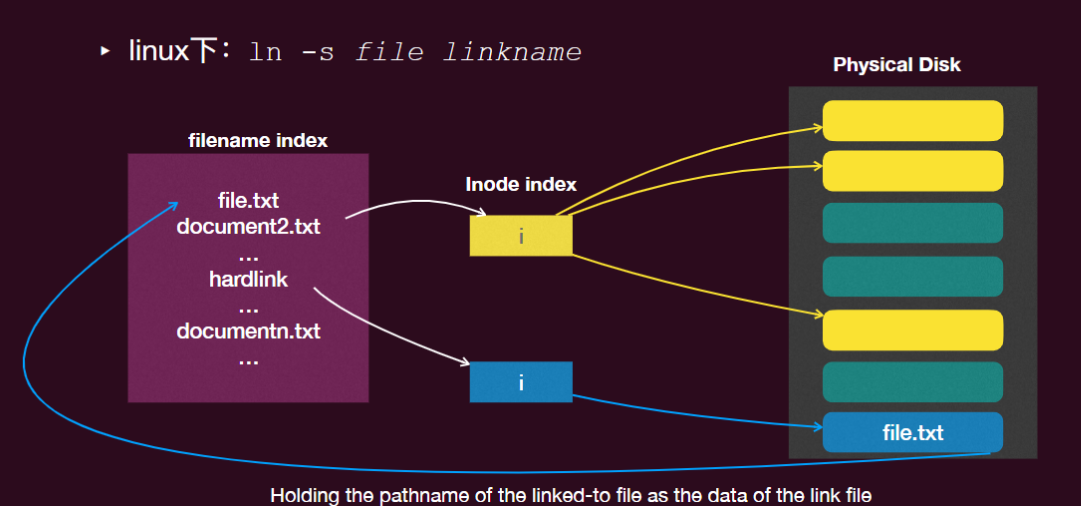 ▸ linux下：ln -s file linkname
Physical Disk
filename index
Inode index
file.txt
document2.txt
...
hardlink
...
documentn.txt
...
i
i
file.txt
Holding the pathname of the linked-to file as the data of the link file